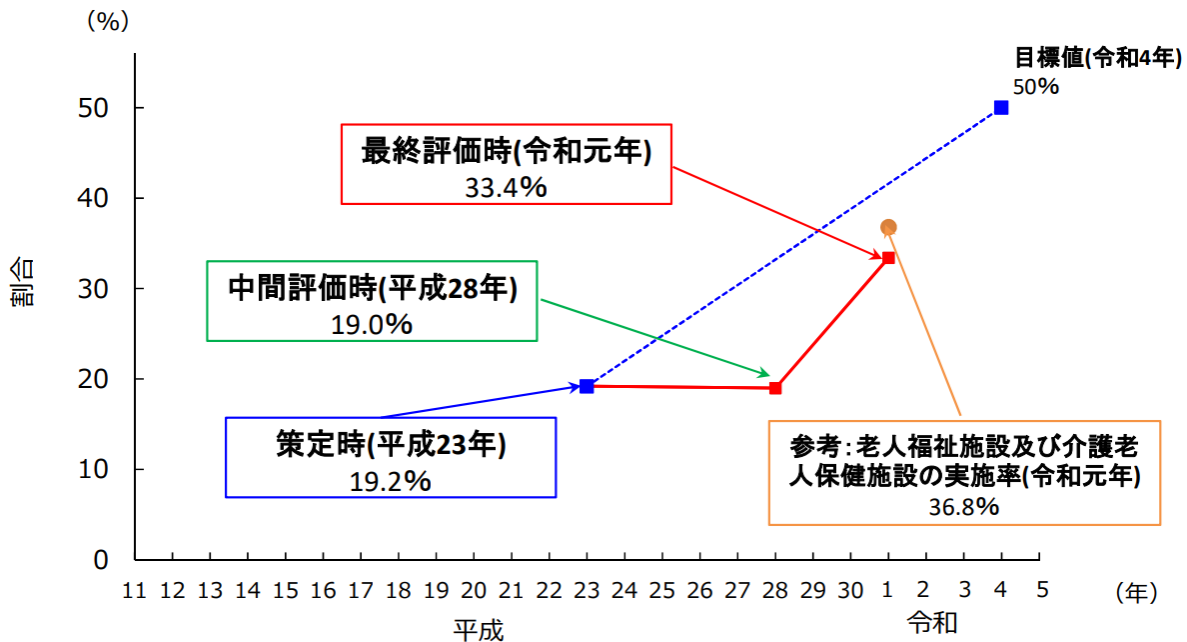 (%)
目標値(令和4年)
50%
50
最終評価時(令和元年)
33.4%
40
割合
30
中間評価時(平成28年)
19.0%
20
策定時(平成23年)
19.2%
参考：老人福祉施設及び介護老
人保健施設の実施率(令和元年)
36.8%
10
0
11 12 13 14 15 16 17 18 19 20 21 22 23 24 25 26 27 28 29 30 1 2 3 4 5 (年)
平成 令和